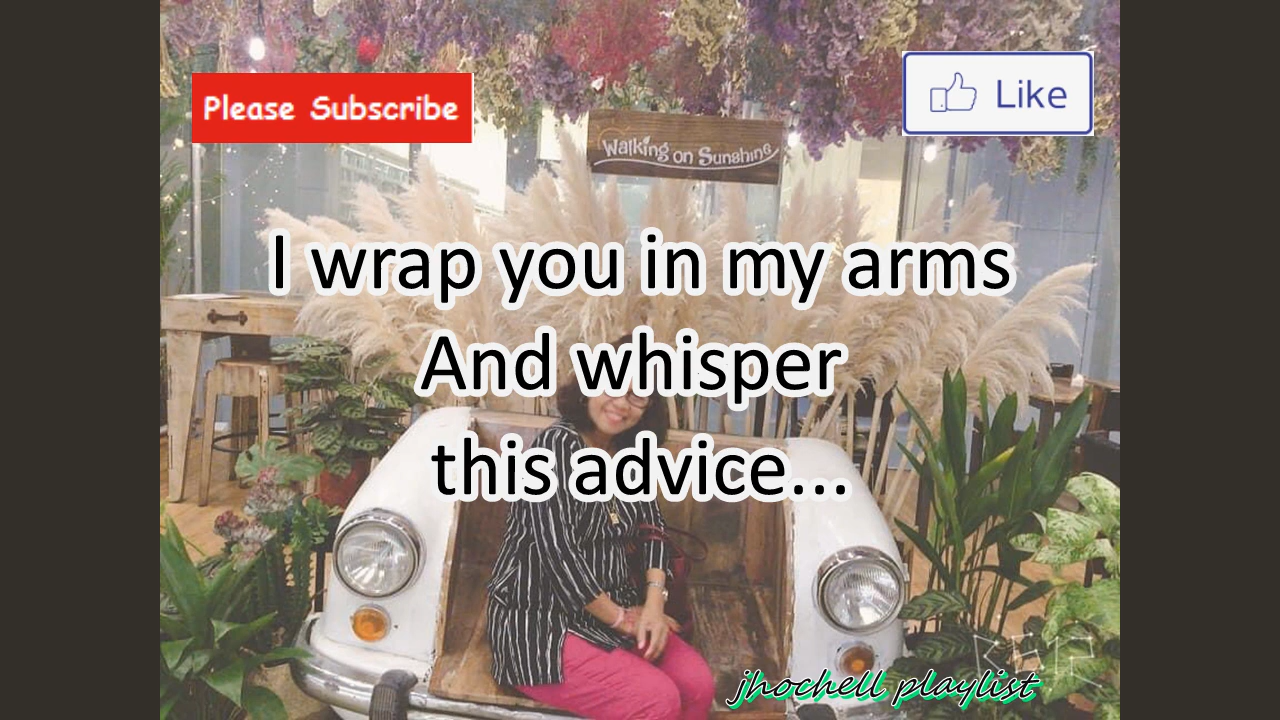 Please Subscribe
Like
Walking on Sunshine
I wrap you in my arms
And whisper
this advice...
jhochell playlist